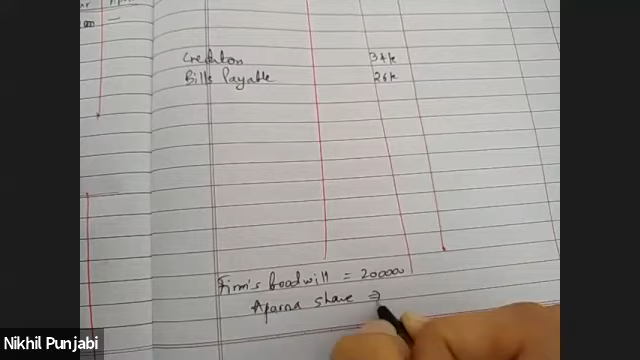 Creditors 34k
Bills Payable 26k
Firm's Goodwill = 200000
Aparna share =
Nikhil Punjabi